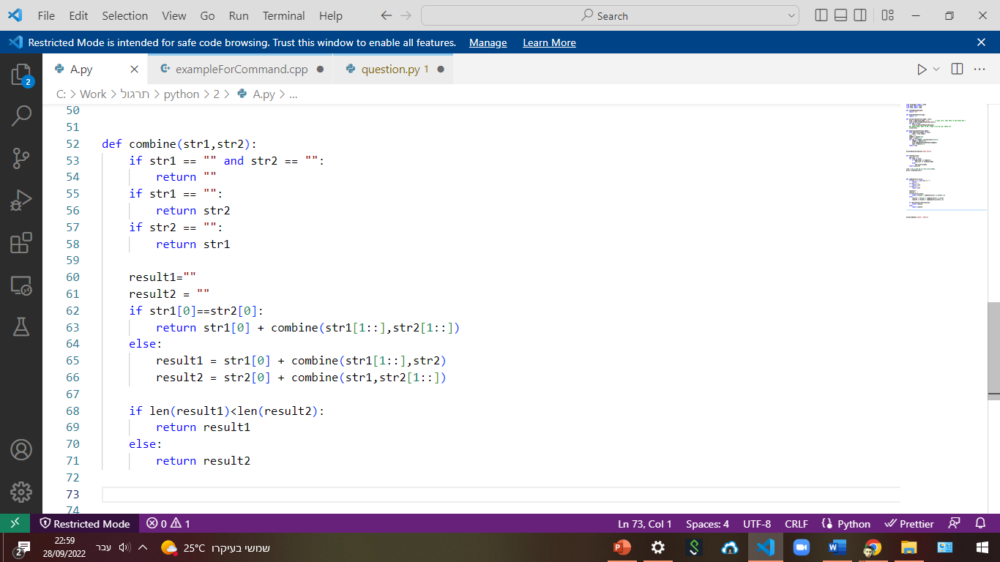 File Edit Selection View Go Run Terminal Help Search
Restricted Mode is intended for safe code browsing. Trust this window to enable all features. Manage Learn More
A.py exampleForCommand.cpp question.py 1
C: > Work > תרגול > python > 2 > A.py > ...
50
51
52 def combine(str1,str2):
53 if str1 == "" and str2 == "":
54 return ""
55 if str1 == "":
56 return str2
57 if str2 == "":
58 return str1
59
60 result1=""
61 result2 = ""
62 if str1[0]==str2[0]:
63 return str1[0] + combine(str1[1::],str2[1::])
64 else:
65 result1 = str1[0] + combine(str1[1::],str2)
66 result2 = str2[0] + combine(str1,str2[1::])
67
68 if len(result1)<len(result2):
69 return result1
70 else:
71 return result2
72
73
74
2
Restricted Mode 0 1 Ln 73, Col 1 Spaces: 4 UTF-8 CRLF Python Prettier
22:59
28/09/2022
2
עבר
25°C שמשי בעיקרו